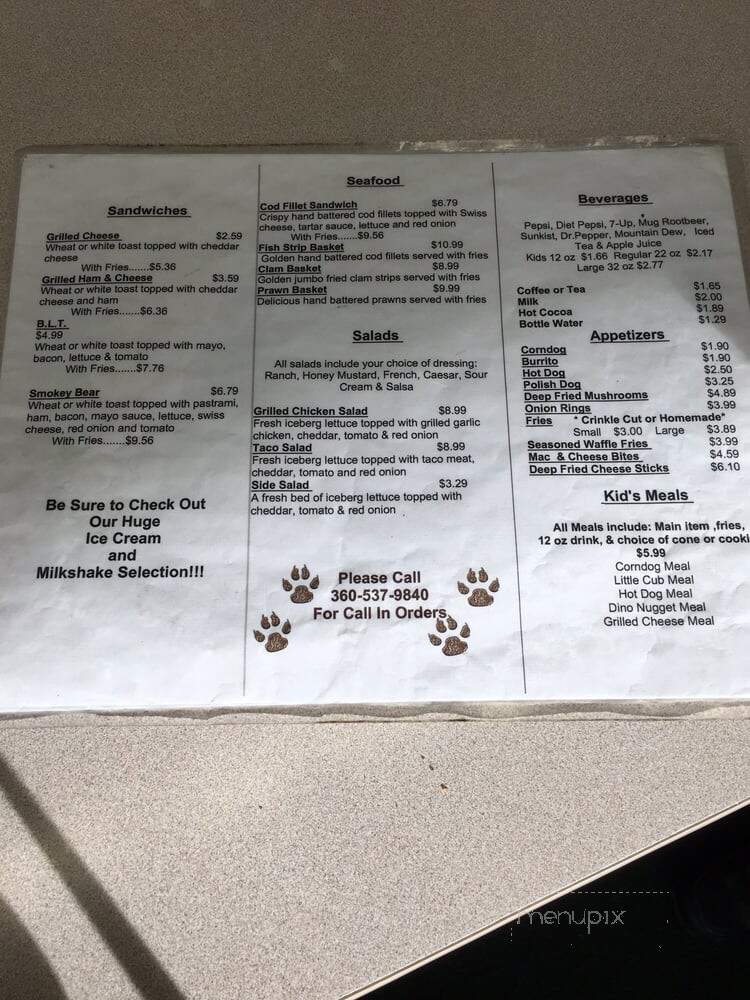 Sandwiches
Grilled Cheese $2.59
Wheat or white toast topped with cheddar
cheese
With Fries.......$5.36
Grilled Ham & Cheese $3.59
Wheat or white toast topped with cheddar
cheese and ham
With Fries.......$6.36
B.L.T.
$4.99
Wheat or white toast topped with mayo,
bacon, lettuce & tomato
With Fries.......$7.76
Smokey Bear $6.79
Wheat or white toast topped with pastrami,
ham, bacon, mayo sauce, lettuce, swiss
cheese, red onion and tomato
With Fries.....$9.56
Be Sure to Check Out
Our Huge
Ice Cream
and
Milkshake Selection!!!
Seafood
Cod Fillet Sandwich $6.79
Crispy hand battered cod fillets topped with Swiss
cheese, tartar sauce, lettuce and red onion
With Fries.....$9.56
Fish Strip Basket $10.99
Golden hand battered cod fillets served with fries
Clam Basket $8.99
Golden jumbo fried clam strips served with fries
Prawn Basket $9.99
Delicious hand battered prawns served with fries
Salads
All salads include your choice of dressing:
Ranch, Honey Mustard, French, Caesar, Sour
Cream & Salsa
Grilled Chicken Salad $8.99
Fresh iceberg lettuce topped with grilled garlic
chicken, cheddar, tomato & red onion
Taco Salad $8.99
Fresh iceberg lettuce topped with taco meat,
cheddar, tomato and red onion
Side Salad $3.29
A fresh bed of iceberg lettuce topped with
cheddar, tomato & red onion
Please Call
360-537-9840
For Call In Orders
Beverages
Pepsi, Diet Pepsi, 7-Up, Mug Rootbeer,
Sunkist, Dr.Pepper, Mountain Dew, Iced
Tea & Apple Juice
Kids 12 oz $1.66 Regular 22 oz $2.17
Large 32 oz $2.77
Coffee or Tea $1.65
Milk $2.00
Hot Cocoa $1.89
Bottle Water $1.29
Appetizers
Corndog $1.90
Burrito $1.90
Hot Dog $2.50
Polish Dog $3.25
Deep Fried Mushrooms $4.89
Onion Rings $3.99
Fries * Crinkle Cut or Homemade*
Small $3.00 Large $3.89
Seasoned Waffle Fries $3.99
Mac & Cheese Bites $4.59
Deep Fried Cheese Sticks $6.10
Kid's Meals
All Meals include: Main item ,fries,
12 oz drink, & choice of cone or cooki
$5.99
Corndog Meal
Little Cub Meal
Hot Dog Meal
Dino Nugget Meal
Grilled Cheese Meal
menupix